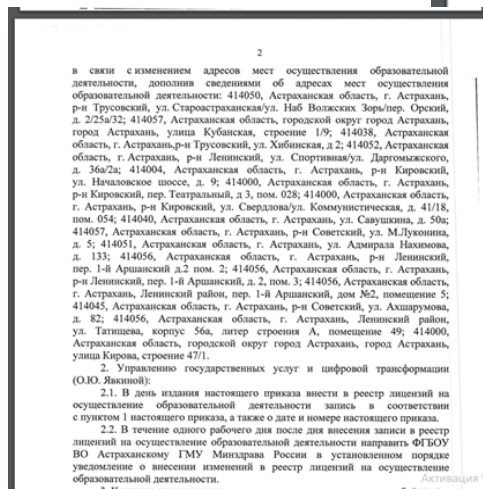 2
в связи с изменением адресов мест осуществления образовательной
деятельности, дополнив сведениями об адресах мест осуществления
образовательной деятельности: 414050, Астраханская область, г. Астрахань,
р-н Трусовский, ул. Староастраханская/ул. Наб Волжских Зорь/пер. Орский,
д. 2/25а/32; 414057, Астраханская область, городской округ город Астрахань,
город Астрахань, улица Кубанская, строение 1/9; 414038, Астраханская
область, г. Астрахань,р-н Трусовский, ул. Хибинская, д 2; 414052, Астраханская
область, г. Астрахань, р-н Ленинский, ул. Спортивная/ул. Даргомыжского,
д. 36а/2а; 414004, Астраханская область, г. Астрахань, р-н Кировский,
ул. Началовское шоссе, д. 9; 414000, Астраханская область, г. Астрахань,
р-н Кировский, пер. Театральный, д 3, пом. 028; 414000, Астраханская область,
г. Астрахань, р-н Кировский, ул. Свердлова/ул. Коммунистическая, д. 41/18,
пом. 054; 414040, Астраханская область, г. Астрахань, ул. Савушкина, д. 50а;
414057, Астраханская область, г. Астрахань, р-н Советский, ул. М.Луконина,
д. 5; 414051, Астраханская область, г. Астрахань, ул. Адмирала Нахимова,
д. 133; 414056, Астраханская область, г. Астрахань, р-н Ленинский,
пер. 1-й Аршанский д.2 пом. 2; 414056, Астраханская область, г. Астрахань,
р-н Ленинский, пер. 1-й Аршанский, д. 2, пом. 3; 414056, Астраханская область,
г. Астрахань, Ленинский район, пер. 1-й Аршанский, дом №2, помещение 5;
414045, Астраханская область, г. Астрахань, р-н Советский, ул. Ахшарумова,
д. 82; 414056, Астраханская область, г. Астрахань, Ленинский район,
ул. Татищева, корпус 56а, литер строения А, помещение 49; 414000,
Астраханская область, городской округ город Астрахань, город Астрахань,
улица Кирова, строение 47/1.
2. Управлению государственных услуг и цифровой трансформации
(О.Ю. Явкиной):
2.1. В день издания настоящего приказа внести в реестр лицензий на
осуществление образовательной деятельности запись в соответствии
с пунктом 1 настоящего приказа, а также о дате и номере настоящего приказа.
2.2. В течение одного рабочего дня после дня внесения записи в реестр
лицензий на осуществление образовательной деятельности направить ФГБОУ
ВО Астраханскому ГМУ Минздрава России в установленном порядке
уведомление о внесении изменений в реестр лицензий на осуществление
образовательной деятельности.
Активация